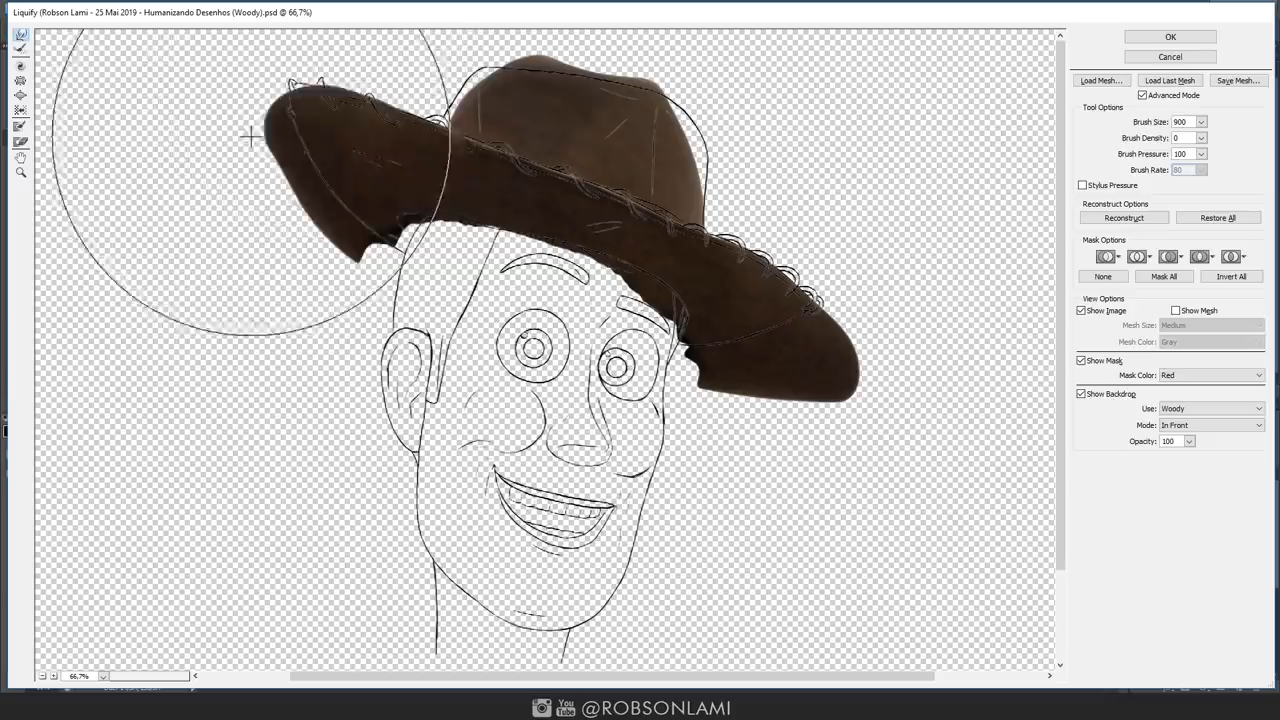 Liquify (Robson Lami - 25 Mai 2019 - Humanizando Desenhos (Woody).psd @ 66,7%)
OK
Cancel
Load Mesh...
Load Last Mesh
Save Mesh...
Advanced Mode
Tool Options
Brush Size: 900
Brush Density: 0
Brush Pressure: 100
Brush Rate: 80
Stylus Pressure
Reconstruct Options
Reconstruct
Restore All
Mask Options
None
Mask All
Invert All
View Options
Show Image
Show Mesh
Mesh Size: Medium
Mesh Color: Gray
Show Mask
Mask Color: Red
Show Backdrop
Use: Woody
Mode: In Front
Opacity: 100
66,7%
You
Tube
@ROBSONLAMI